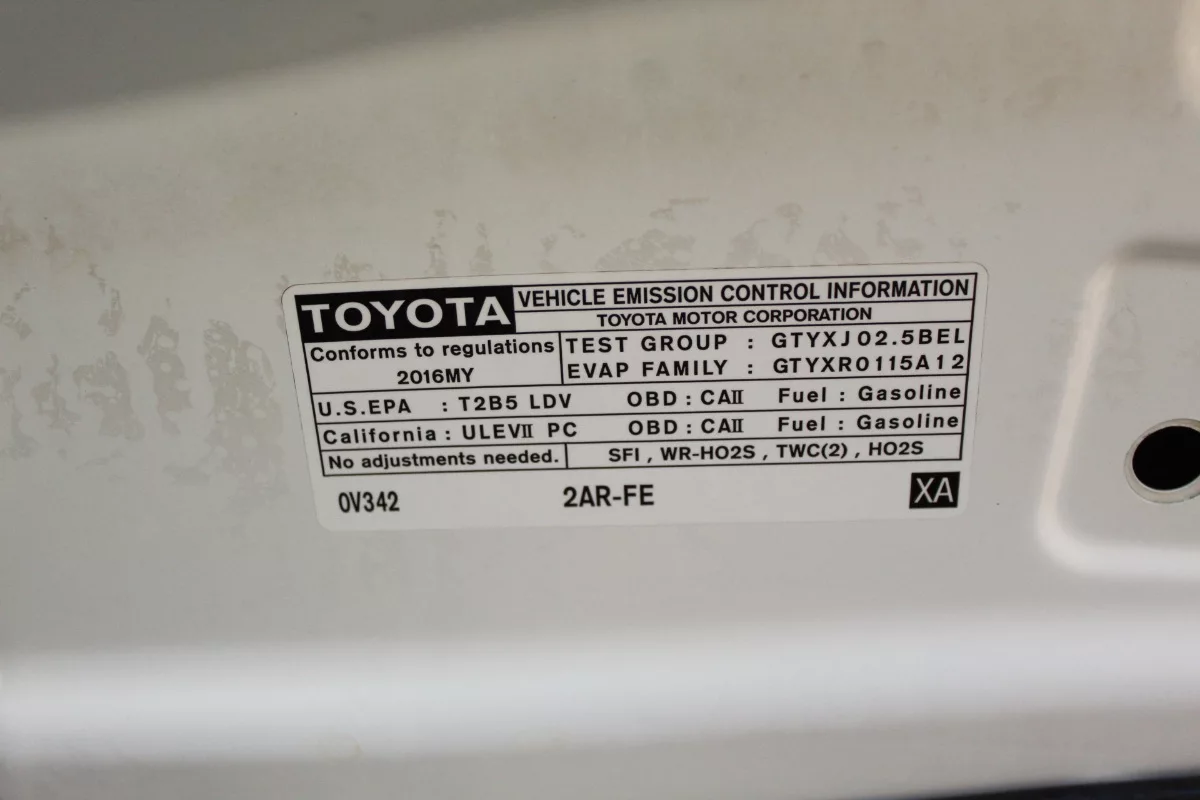 TOYOTA VEHICLE EMISSION CONTROL INFORMATION
TOYOTA MOTOR CORPORATION
Conforms to regulations
2016MY
TEST GROUP : GTYXJ02.5BEL
EVAP FAMILY : GTYXR0115A12
U.S.EPA : T2B5 LDV OBD : CAⅡ Fuel : Gasoline
California : ULEVⅡ PC OBD : CAⅡ Fuel : Gasoline
No adjustments needed. SFI , WR-HO2S , TWC(2) , HO2S
0V342 2AR-FE XA